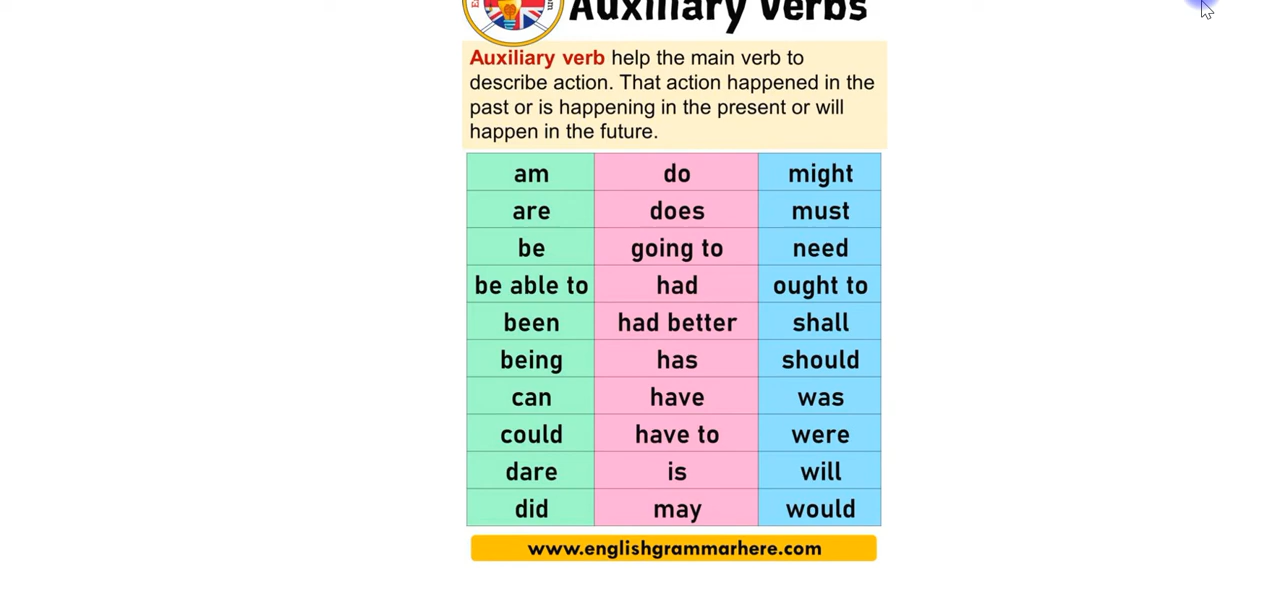 Auxiliary Verbs
Auxiliary verb help the main verb to
describe action. That action happened in the
past or is happening in the present or will
happen in the future.
am do might
are does must
be going to need
be able to had ought to
been had better shall
being has should
can have was
could have to were
dare is will
did may would
www.englishgrammarhere.com